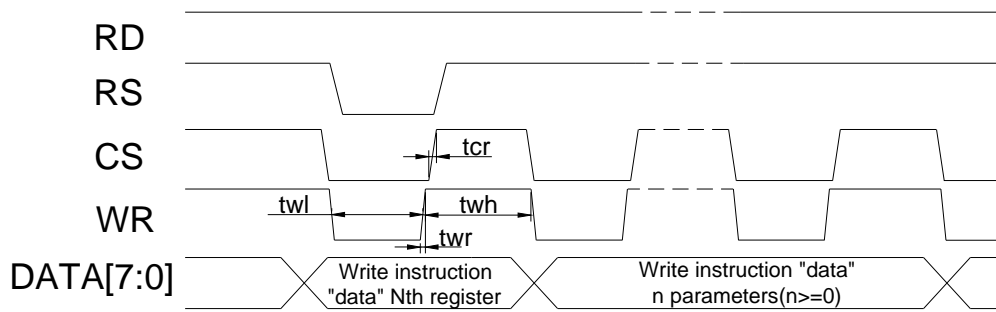 RD
RS
CS
tcr
WR
twl
twh
twr
DATA[7:0]
Write instruction
"data" Nth register
Write instruction "data"
n parameters(n>=0)